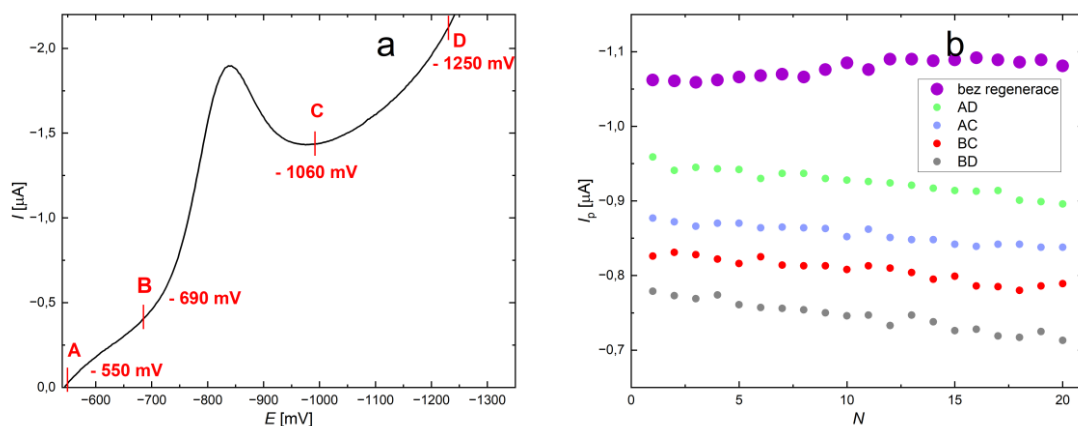 a
A
- 550 mV
B
- 690 mV
C
- 1060 mV
D
- 1250 mV
I [µA]
−2,0
−1,5
−1,0
−0,5
0,0
−600 −700 −800 −900 −1000 −1100 −1200 −1300
E [mV]
b
bez regenerace
AD
AC
BC
BD
Ip [µA]
−1,1
−1,0
−0,9
−0,8
−0,7
0 5 10 15 20
N